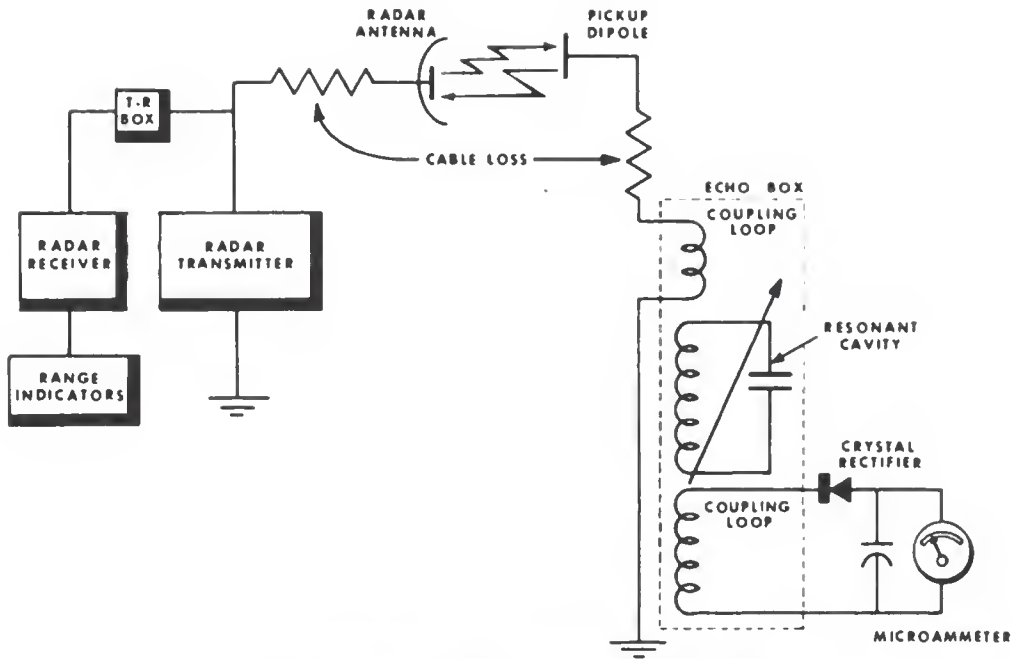 RADAR
ANTENNA
PICKUP
DIPOLE
T-R
BOX
CABLE LOSS
ECHO BOX
COUPLING
LOOP
RADAR
RECEIVER
RADAR
TRANSMITTER
RESONANT
CAVITY
RANGE
INDICATORS
CRYSTAL
RECTIFIER
COUPLING
LOOP
MICROAMMETER